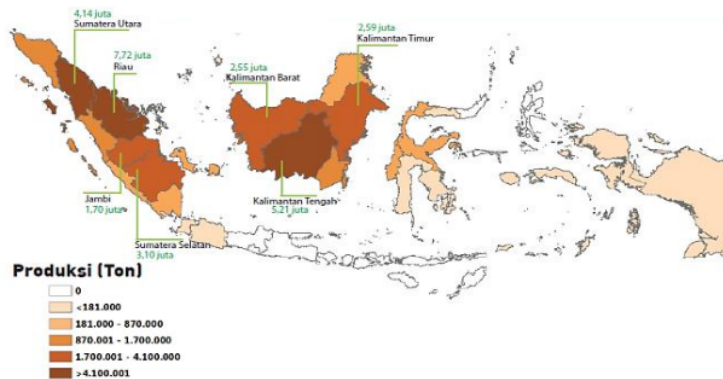 4,14 juta
Sumatera Utara
7,72 juta
Riau
2,55 juta
Kalimantan Barat
2,59 juta
Kalimantan Timur
Jambi
1,70 juta
Sumatera Selatan
3,10 juta
Kalimantan Tengah
5,21 juta
Produksi (Ton)
0
<181.000
181.000 - 870.000
870.001 - 1.700.000
1.700.001 - 4.100.000
>4.100.001